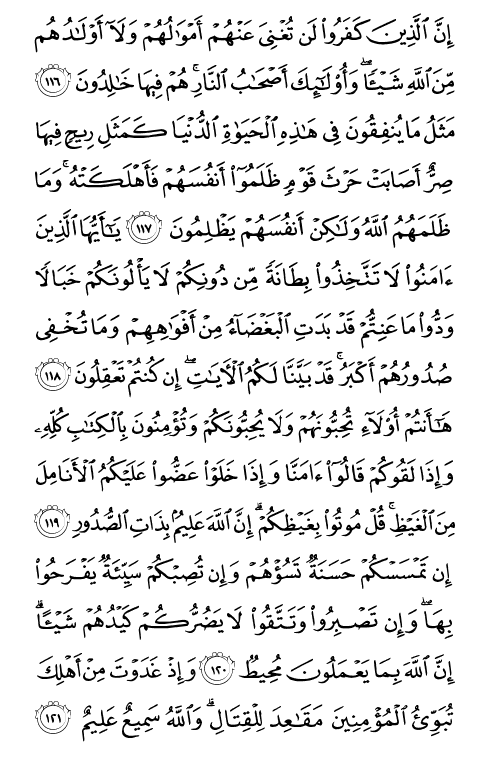 إِنَّ ٱلَّذِينَ كَفَرُوا۟ لَن تُغْنِىَ عَنْهُمْ أَمْوَٰلُهُمْ وَلَآ أَوْلَـٰدُهُم
مِّنَ ٱللَّهِ شَيْـًٔا ۖ وَأُو۟لَـٰٓئِكَ أَصْحَـٰبُ ٱلنَّارِ ۚ هُمْ فِيهَا خَـٰلِدُونَ ١١٦
مَثَلُ مَا يُنفِقُونَ فِى هَـٰذِهِ ٱلْحَيَوٰةِ ٱلدُّنْيَا كَمَثَلِ رِيحٍ فِيهَا
صِرٌّ أَصَابَتْ حَرْثَ قَوْمٍ ظَلَمُوٓا۟ أَنفُسَهُمْ فَأَهْلَكَتْهُ ۚ وَمَا
ظَلَمَهُمُ ٱللَّهُ وَلَـٰكِنْ أَنفُسَهُمْ يَظْلِمُونَ ١١٧ يَـٰٓأَيُّهَا ٱلَّذِينَ
ءَامَنُوا۟ لَا تَتَّخِذُوا۟ بِطَانَةً مِّن دُونِكُمْ لَا يَأْلُونَكُمْ خَبَالًا
وَدُّوا۟ مَا عَنِتُّمْ قَدْ بَدَتِ ٱلْبَغْضَآءُ مِنْ أَفْوَٰهِهِمْ وَمَا تُخْفِى
صُدُورُهُمْ أَكْبَرُ ۚ قَدْ بَيَّنَّا لَكُمُ ٱلْـَٔايَـٰتِ ۖ إِن كُنتُمْ تَعْقِلُونَ ١١٨
هَـٰٓأَنتُمْ أُو۟لَآءِ تُحِبُّونَهُمْ وَلَا يُحِبُّونَكُمْ وَتُؤْمِنُونَ بِٱلْكِتَـٰبِ كُلِّهِۦ
وَإِذَا لَقُوكُمْ قَالُوٓا۟ ءَامَنَّا وَإِذَا خَلَوْا۟ عَضُّوا۟ عَلَيْكُمُ ٱلْأَنَامِلَ
مِنَ ٱلْغَيْظِ ۚ قُلْ مُوتُوا۟ بِغَيْظِكُمْ ۗ إِنَّ ٱللَّهَ عَلِيمٌۢ بِذَاتِ ٱلصُّدُورِ ١١٩
إِن تَمْسَسْكُمْ حَسَنَةٌ تَسُؤْهُمْ وَإِن تُصِبْكُمْ سَيِّئَةٌ يَفْرَحُوا۟
بِهَا ۖ وَإِن تَصْبِرُوا۟ وَتَتَّقُوا۟ لَا يَضُرُّكُمْ كَيْدُهُمْ شَيْـًٔا ۗ
إِنَّ ٱللَّهَ بِمَا يَعْمَلُونَ مُحِيطٌ ١٢٠ وَإِذْ غَدَوْتَ مِنْ أَهْلِكَ
تُبَوِّئُ ٱلْمُؤْمِنِينَ مَقَـٰعِدَ لِلْقِتَالِ ۗ وَٱللَّهُ سَمِيعٌ عَلِيمٌ ١٢١